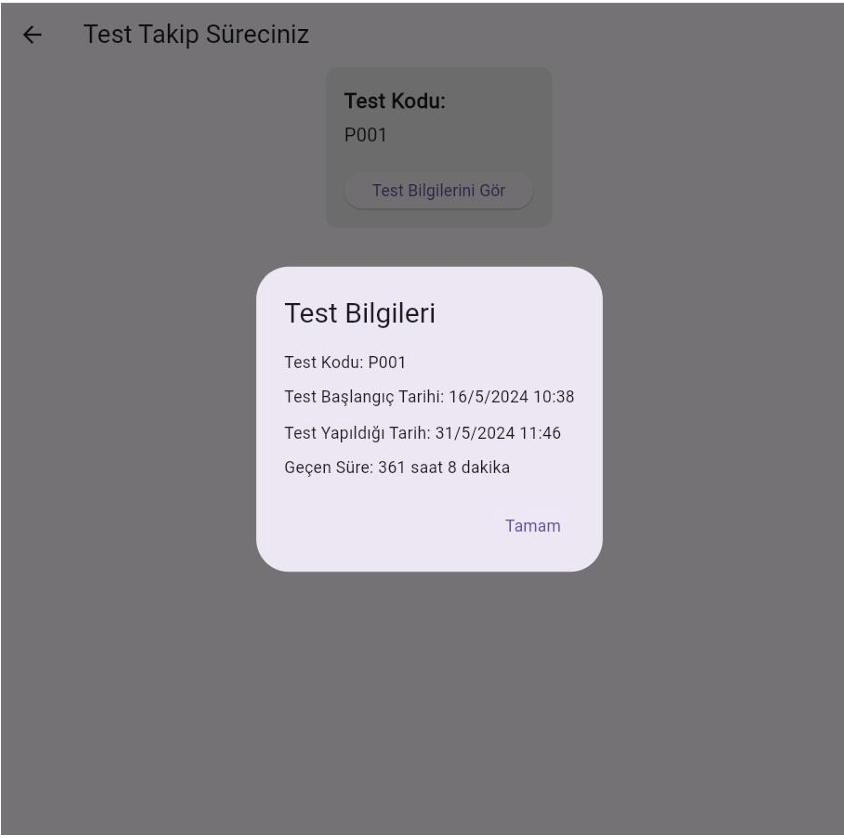 Test Takip Süreciniz
Test Kodu:
P001
Test Bilgilerini Gör
Test Bilgileri
Test Kodu: P001
Test Başlangıç Tarihi: 16/5/2024 10:38
Test Yapıldığı Tarih: 31/5/2024 11:46
Geçen Süre: 361 saat 8 dakika
Tamam